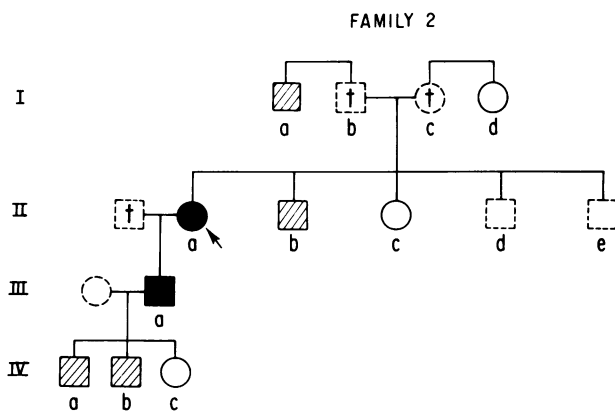 FAMILY 2
I
† †
a b c d
II
†
a b c d e
III
a
IV
a b c